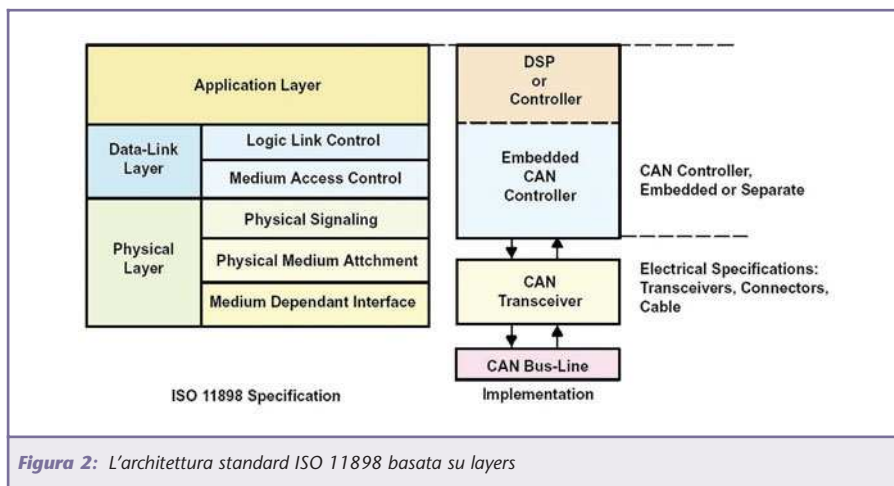 Application Layer
Data-Link
Layer
Logic Link Control
Medium Access Control
Physical
Layer
Physical Signaling
Physical Medium Attchment
Medium Dependant Interface
ISO 11898 Specification
DSP
or
Controller
Embedded
CAN
Controller
CAN
Transceiver
CAN Bus-Line
Implementation
CAN Controller,
Embedded or Separate
Electrical Specifications:
Transceivers, Connectors,
Cable
Figura 2: L'architettura standard ISO 11898 basata su layers